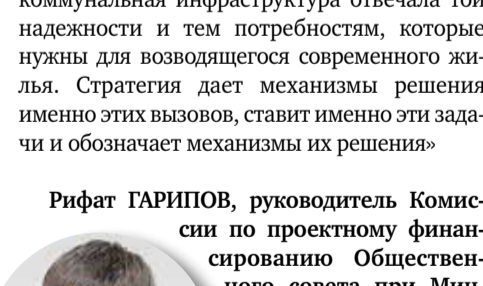 коммунальная инфраструктура отвечала той
надежности и тем потребностям, которые
нужны для возводящегося современного жи-
лья. Стратегия дает механизмы решения
именно этих вызовов, ставит именно эти зада-
чи и обозначает механизмы их решения»
Рифат ГАРИПОВ, руководитель Комис-
сии по проектному финан-
сированию Обществен-
ного совета при Мин-